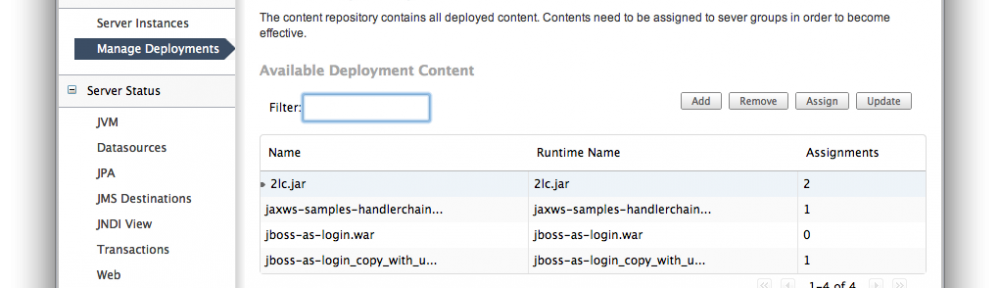 Server Instances
Manage Deployments
Server Status
JVM
Datasources
JPA
JMS Destinations
JNDI View
Transactions
Web
The content repository contains all deployed content. Contents need to be assigned to sever groups in order to become
effective.
Available Deployment Content
Filter:
Add Remove Assign Update
Name Runtime Name Assignments
2lc.jar 2lc.jar 2
jaxws-samples-handlerchain... jaxws-samples-handlerchain... 1
jboss-as-login.war jboss-as-login.war 0
jboss-as-login_copy_with_u... jboss-as-login_copy_with_u... 1
1-4 of 4